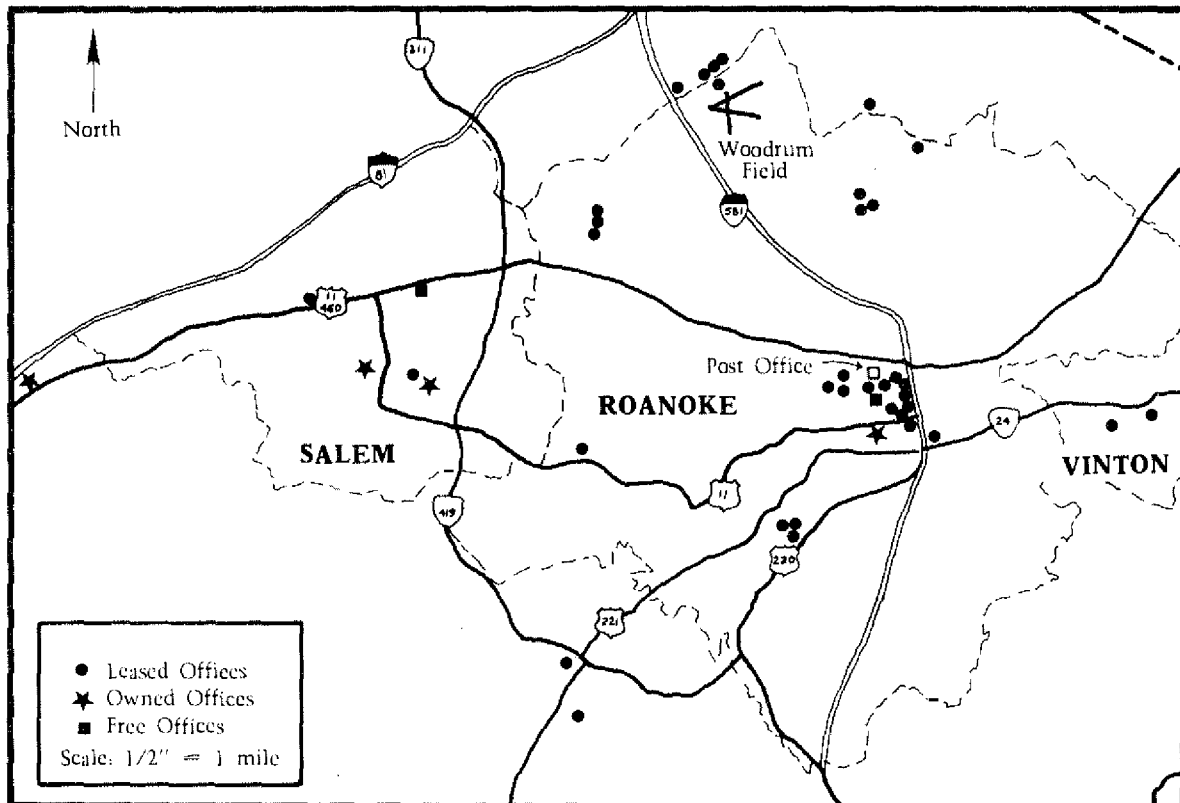 North
311
81
Woodrum
Field
581
11
460
Post Office
ROANOKE
24
SALEM
VINTON
11
419
220
221
Leased Offices
Owned Offices
Free Offices
Scale: 1/2" = 1 mile